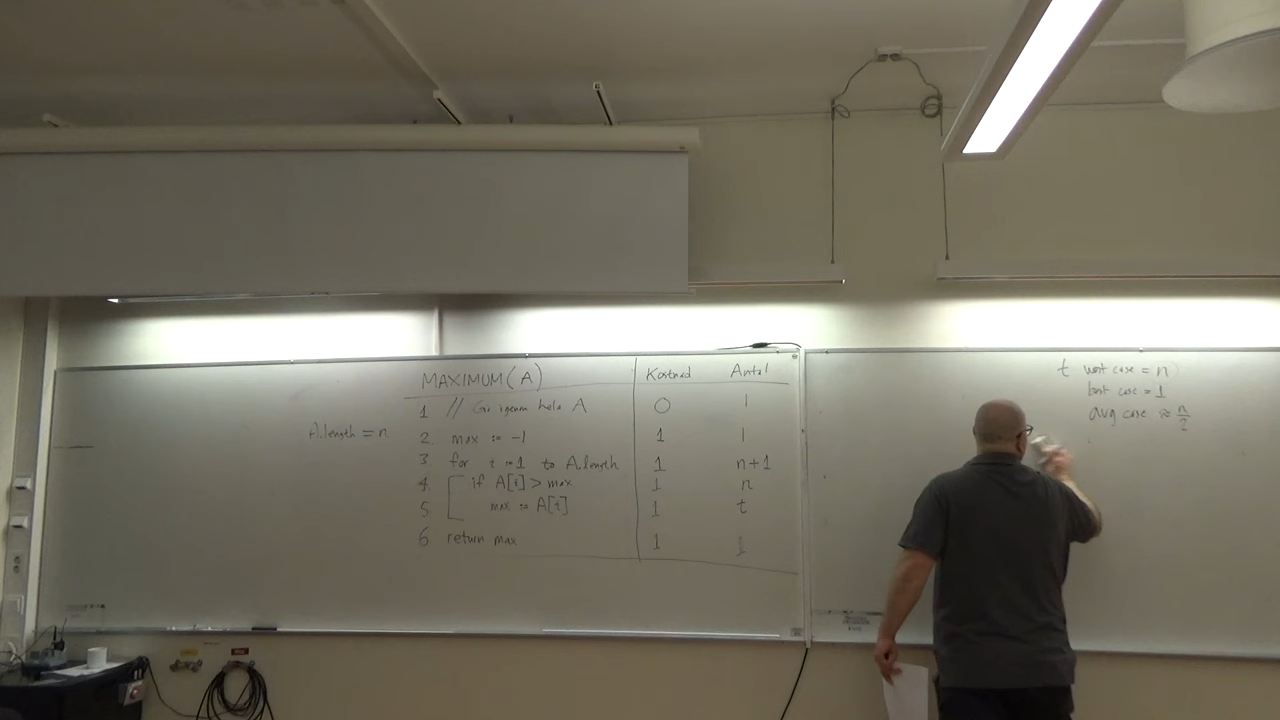 MAXIMUM(A) Kostnad Antal
1 // Gå igenom hela A 0 1
A.length = n
2. max := -1 1 1
3. for i := 1 to A.length 1 n+1
4. if A[i] > max 1 n
5 max := A[i] 1 t
6 return max 1 1
t worst case = n
best case = 1
avg case ≈ n/2